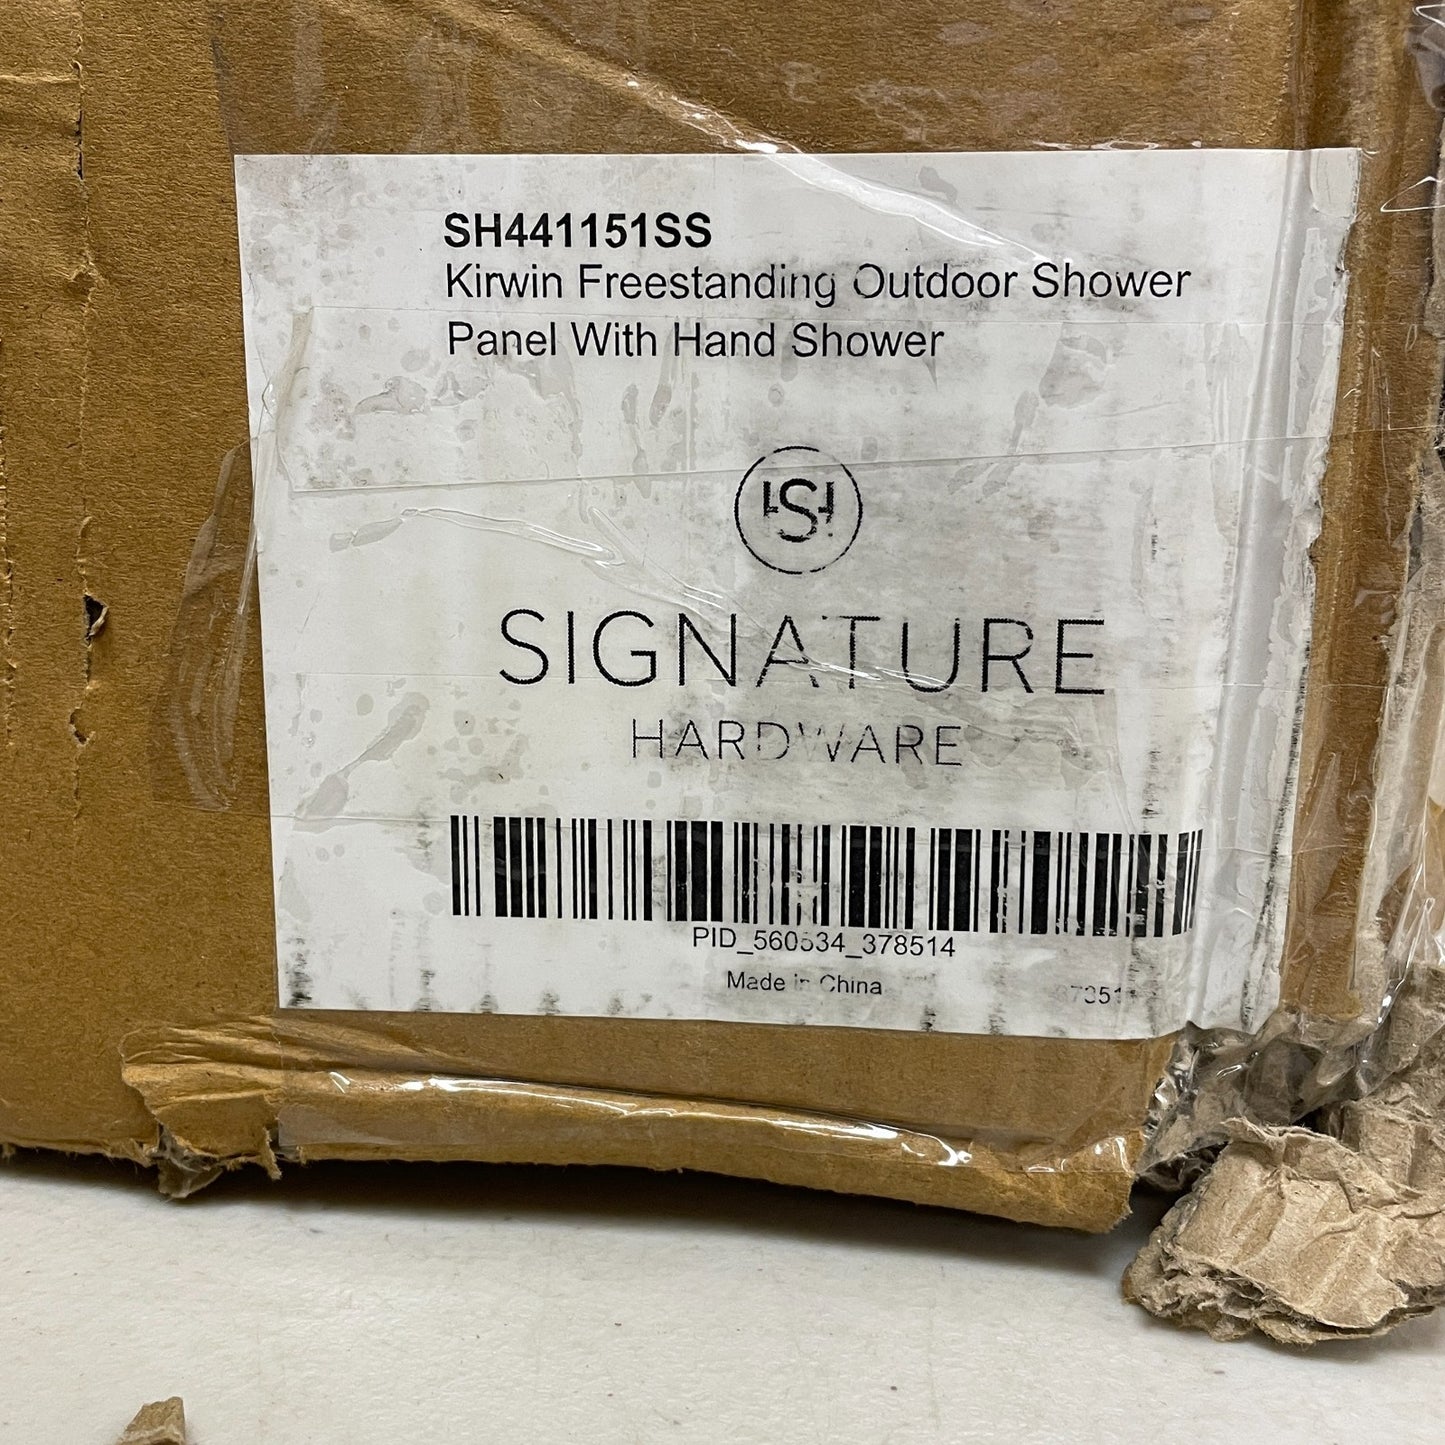 SH441151SS
Kirwin Freestanding Outdoor Shower
Panel With Hand Shower
SIGNATURE
HARDWARE
PID_560534_378514
Made in China